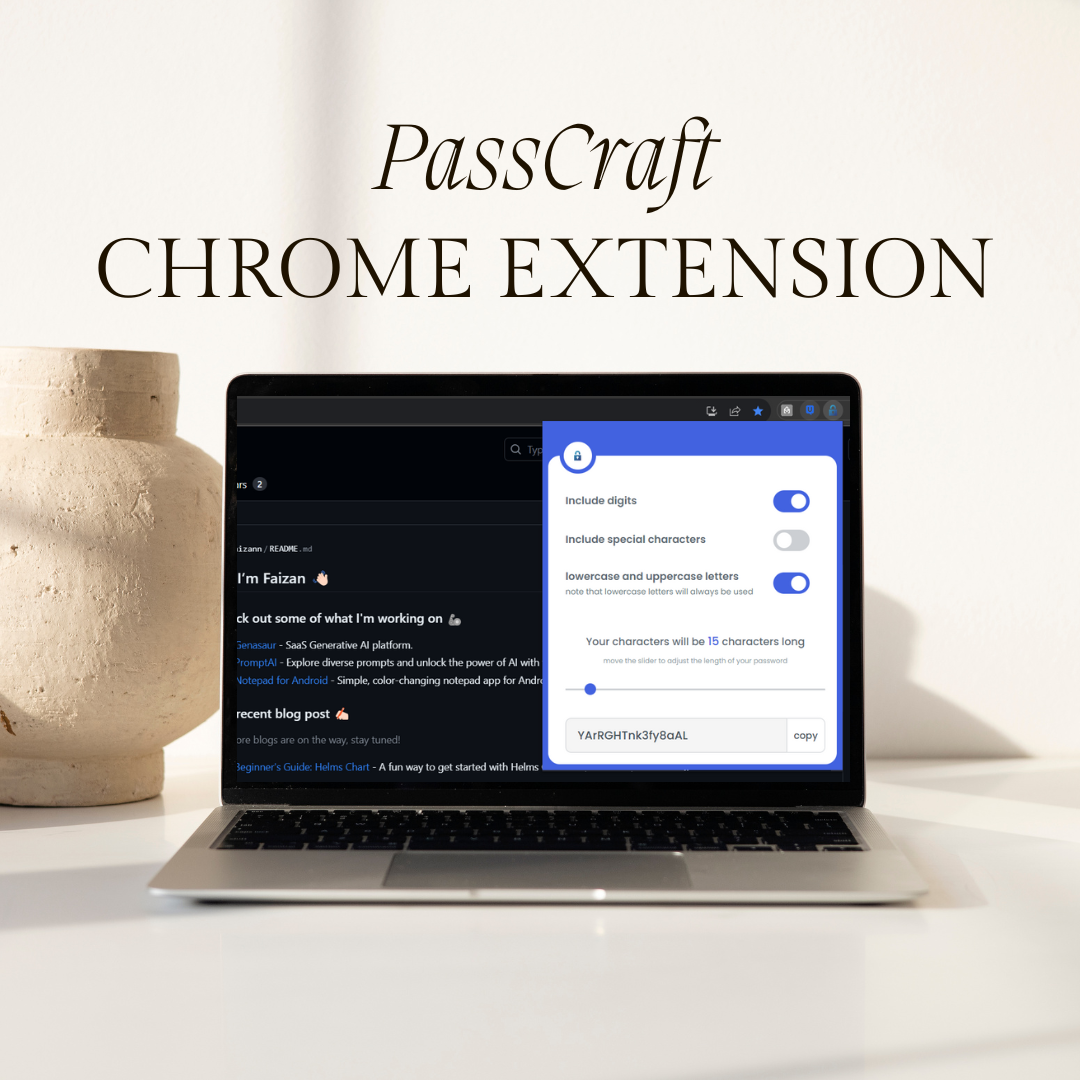 PassCraft
CHROME EXTENSION
Typ
urs 2
aizann / README.md
I'm Faizan 👋🏻
ck out some of what I'm working on 🦾
Genasaur - SaaS Generative AI platform.
PromptAI - Explore diverse prompts and unlock the power of AI with
Notepad for Android - Simple, color-changing notepad app for Andro
recent blog post ✍🏻
ore blogs are on the way, stay tuned!
Beginner's Guide: Helms Chart - A fun way to get started with Helms
Include digits
Include special characters
lowercase and uppercase letters
note that lowercase letters will always be used
Your characters will be 15 characters long
move the slider to adjust the length of your password
YArRGHTnk3fy8aAL
copy